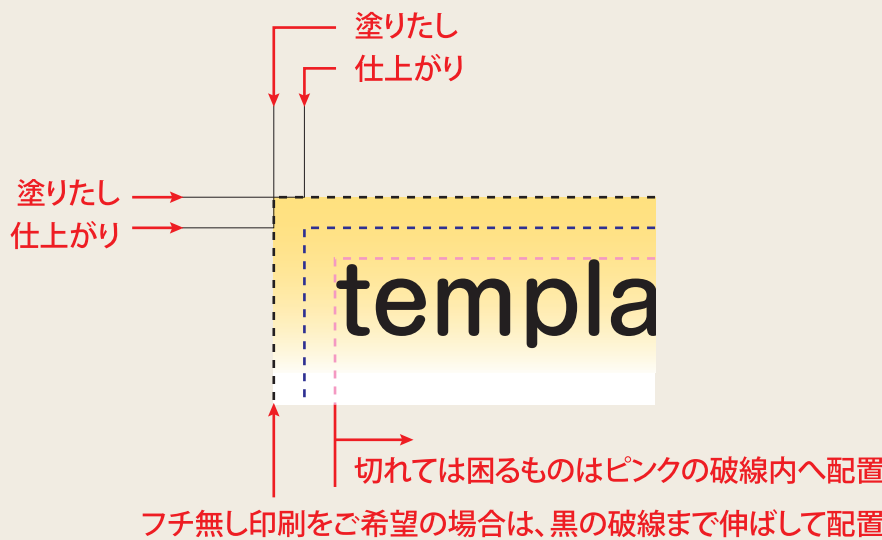 塗りたし
仕上がり
塗りたし
仕上がり
templa
切れては困るものはピンクの破線内へ配置
フチ無し印刷をご希望の場合は、黒の破線まで伸ばして配置